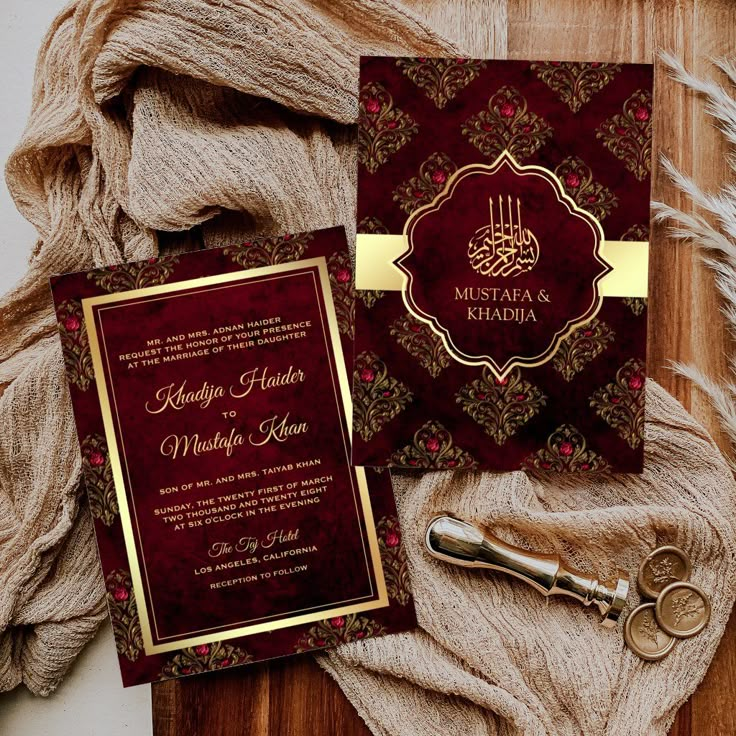 MR. AND MRS. ADNAN HAIDER
REQUEST THE HONOR OF YOUR PRESENCE
AT THE MARRIAGE OF THEIR DAUGHTER
Khadija Haider
TO
Mustafa Khan
SON OF MR. AND MRS. TAIYAB KHAN
SUNDAY, THE TWENTY FIRST OF MARCH
TWO THOUSAND AND TWENTY EIGHT
AT SIX O'CLOCK IN THE EVENING
The Taj Hotel
LOS ANGELES, CALIFORNIA
RECEPTION TO FOLLOW
بسم الله الرحمن الرحيم
MUSTAFA &
KHADIJA